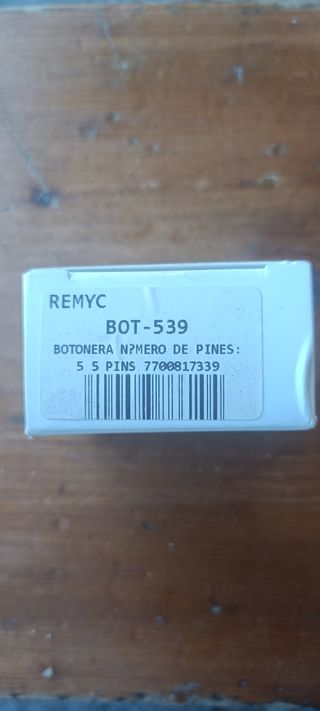 REMYC
BOT-539
BOTONERA N?MERO DE PINES:
5 5 PINS 7700817339